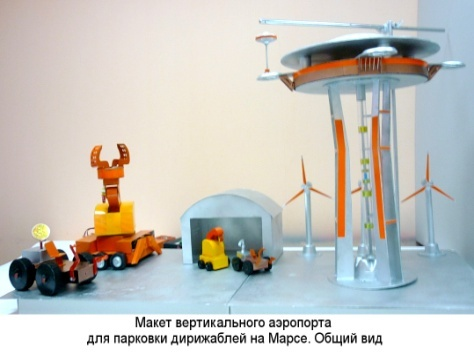 Макет вертикального аэропорта
для парковки дирижаблей на Марсе. Общий вид